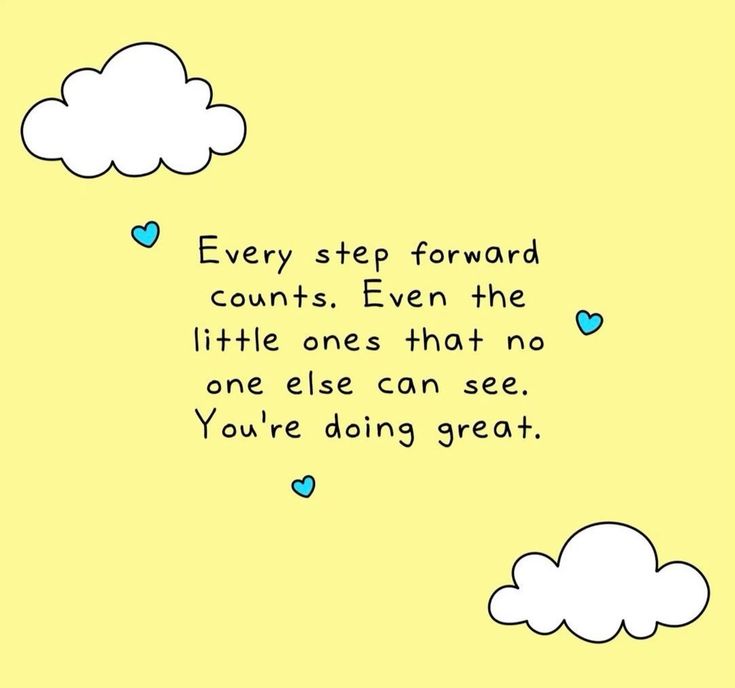 Every step forward
counts. Even the
little ones that no
one else can see.
You're doing great.